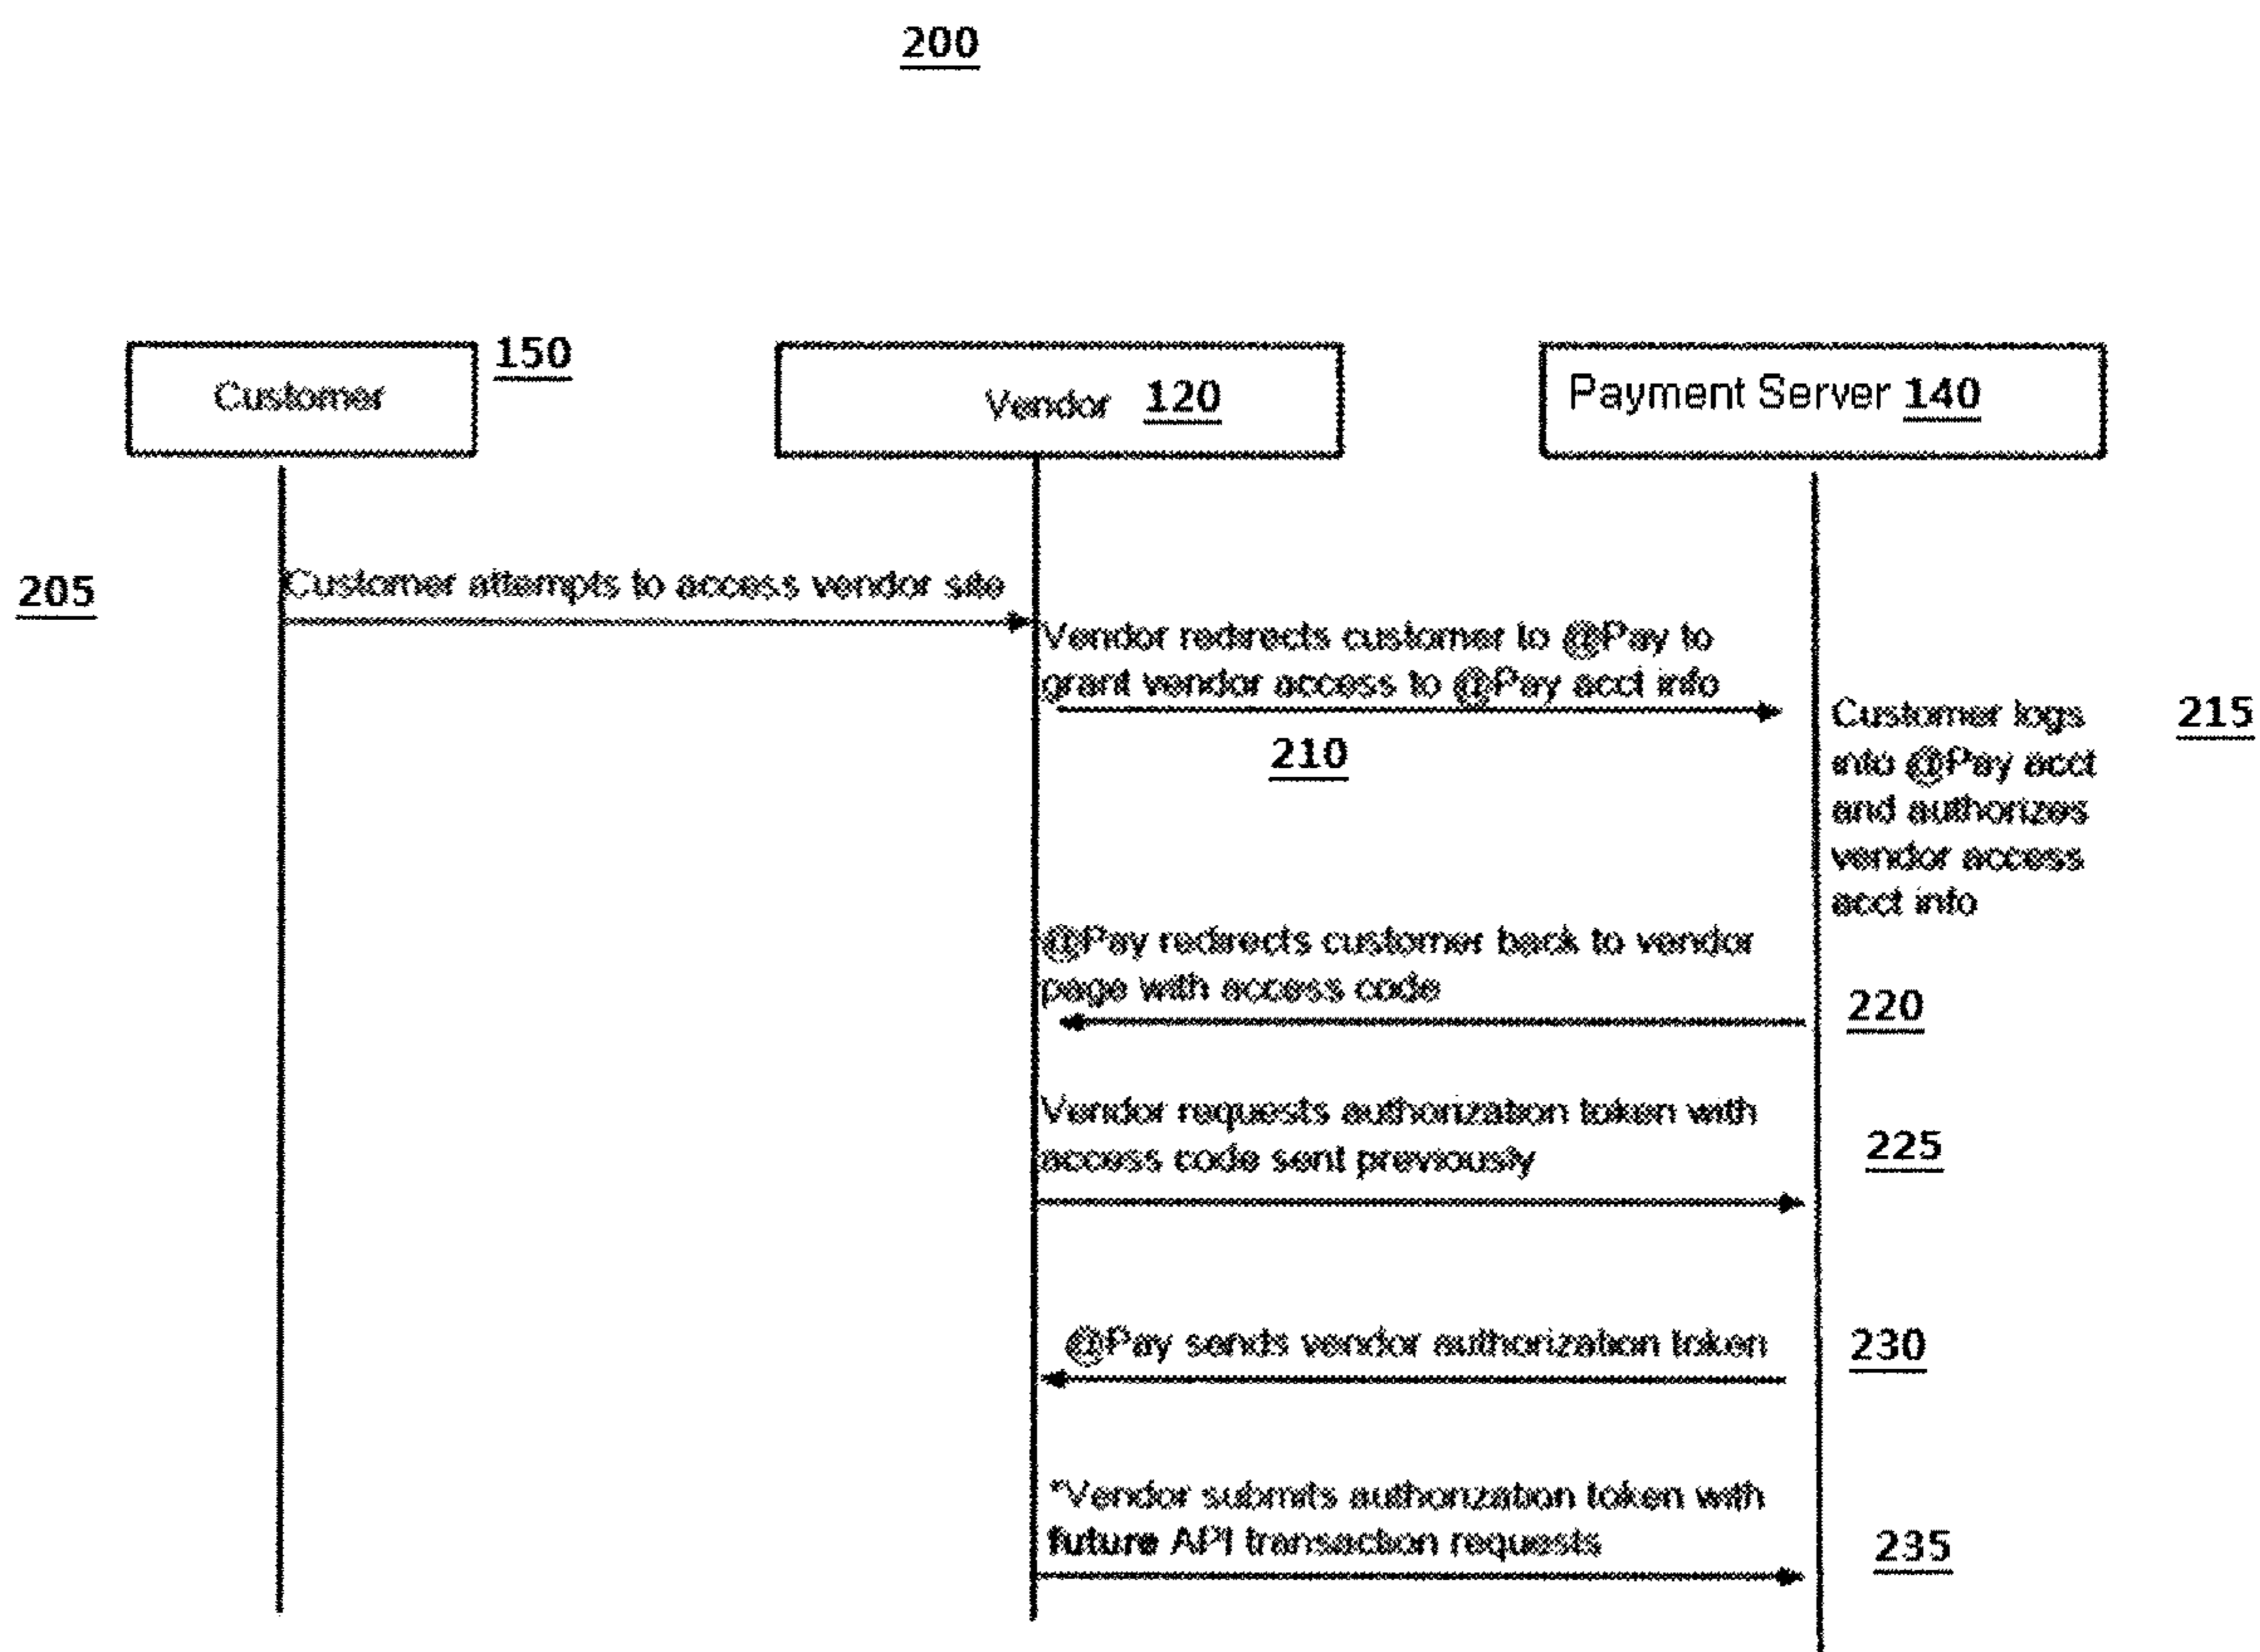 200
Customer
150
Vendor 120
Payment Server 140
205
Customer attempts to access vendor site
Vendor redirects customer to @Pay to
grant vendor access to @Pay acct info
210
Customer logs
into @Pay acct
and authorizes
vendor access
acct info
215
@Pay redirects customer back to vendor
page with access code
220
Vendor requests authorization token with
access code sent previously
225
@Pay sends vendor authorization token
230
*Vendor submits authorization token with
future API transaction requests
235